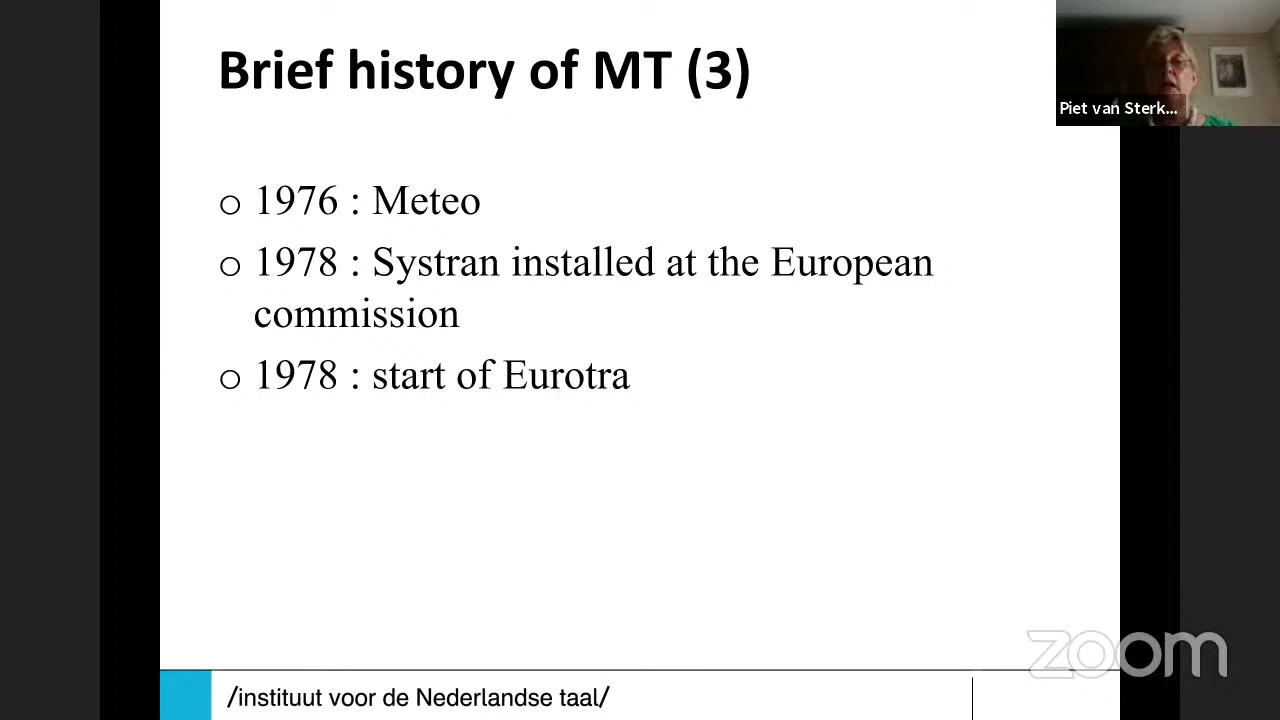 Brief history of MT (3)
Piet van Sterk...
o 1976 : Meteo
o 1978 : Systran installed at the European
commission
o 1978 : start of Eurotra
zoom
/instituut voor de Nederlandse taal/